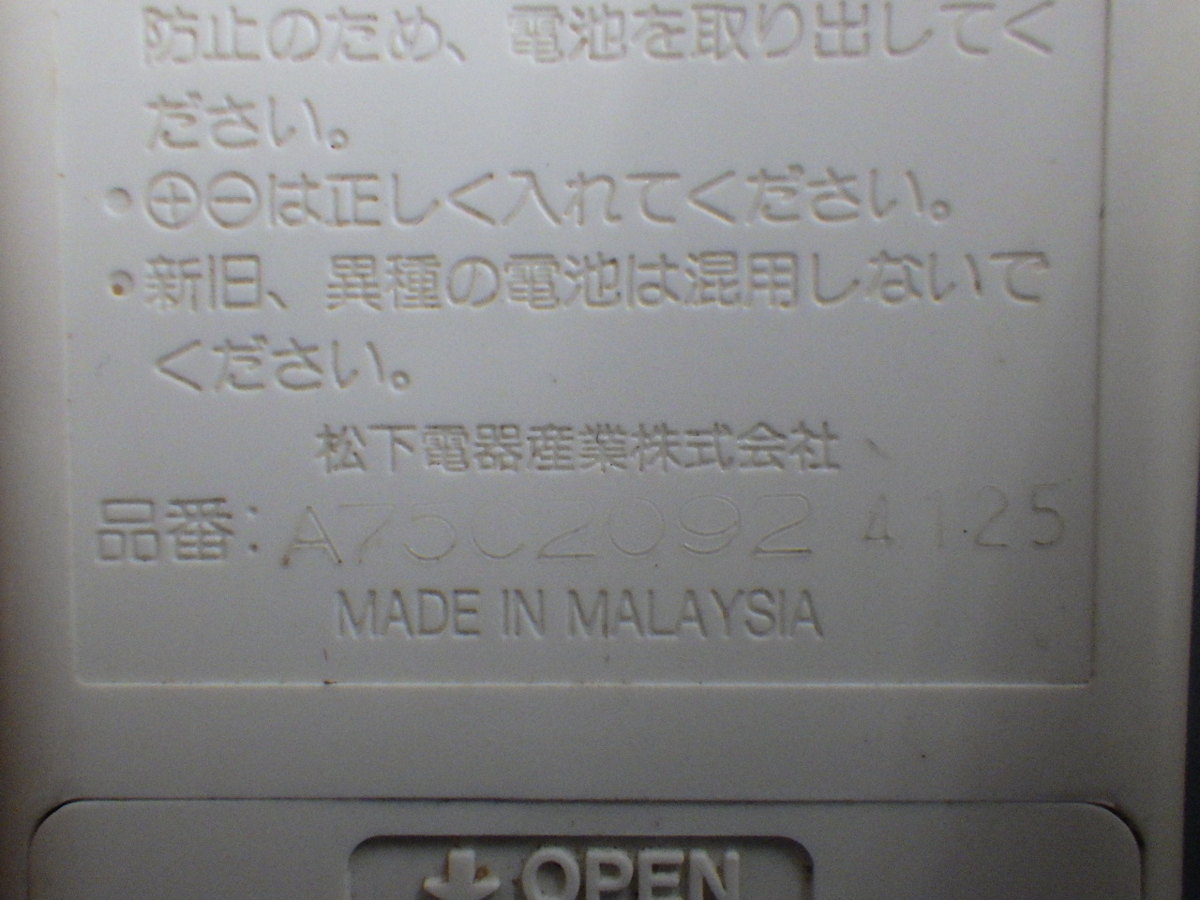 防止のため、電池を取り出してく
ださい。
・⊕⊖は正しく入れてください。
・新旧、異種の電池は混用しないで
ください。
松下電器産業株式会社
品番：A75C2092 4125
MADE IN MALAYSIA
↓OPEN